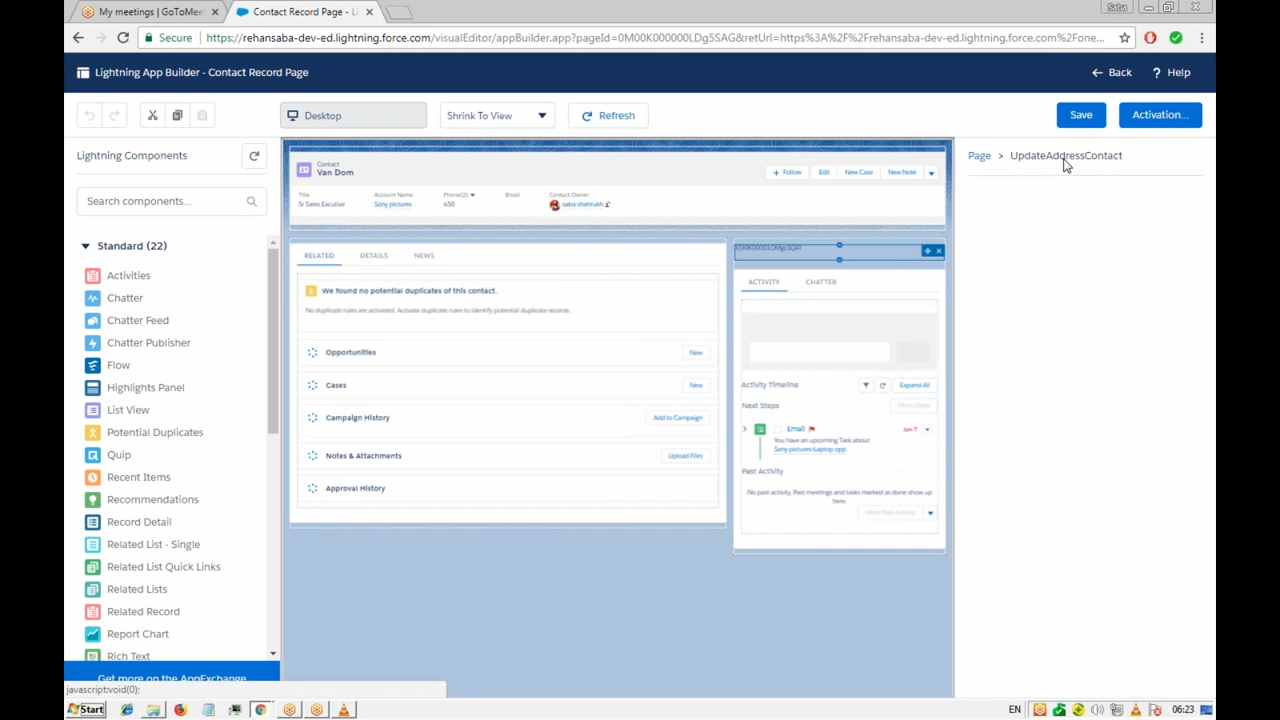 My meetings | GoToMee
Contact Record Page - L
Saba
Secure
https://rehansaba-dev-ed.lightning.force.com/visualEditor/appBuilder.app?pageId=0M00K000000LDg5SAG&retUrl=https%3A%2F%2Frehansaba-dev-ed.lightning.force.com%2Fone...
Lightning App Builder - Contact Record Page
Back
? Help
Desktop
Shrink To View
Refresh
Save
Activation...
Lightning Components
Search components...
Standard (22)
Activities
Chatter
Chatter Feed
Chatter Publisher
Flow
Highlights Panel
List View
Potential Duplicates
Quip
Recent Items
Recommendations
Record Detail
Related List - Single
Related List Quick Links
Related Lists
Related Record
Report Chart
Rich Text
Get more on the AppExchange
javascript:void(0);
Contact
Van Dom
+ Follow
Edit
New Case
New Note
Title
Account Name
Phone(2)
Email
Contact Owner
Sr Sales Excutive
Sony pictures
456
saba shahrukh
RELATED
DETAILS
NEWS
We found no potential duplicates of this contact.
No duplicate rules are activated. Activate duplicate rules to identify potential duplicate records.
Opportunities
New
Cases
New
Campaign History
Add to Campaign
Notes & Attachments
Upload Files
Approval History
ACTIVITY
CHATTER
Activity Timeline
Expand All
Next Steps
More Steps
Email
Jan 7
You have an upcoming Task about
Sony pictures-Laptop opp
Past Activity
No past activity. Past meetings and tasks marked as done show up
here.
More Past Activity
Page > UpdateAddressContact
Start
EN
06:23